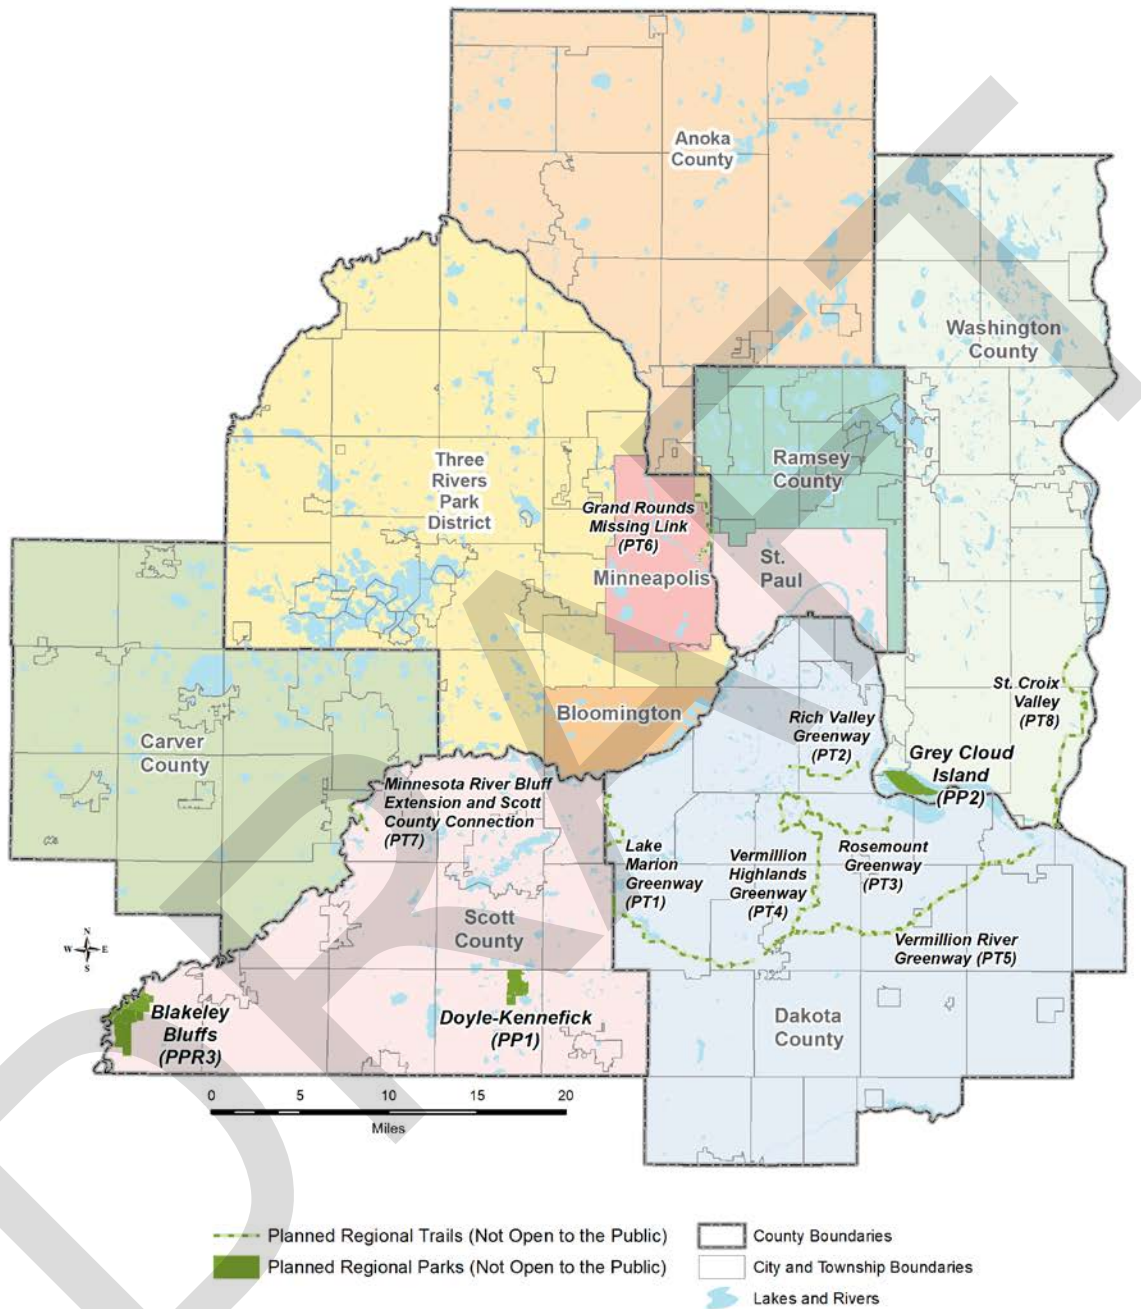 Anoka
County
Washington
County
Three
Rivers
Park
District
Ramsey
County
Grand Rounds
Missing Link
(PT6)
Minneapolis
St.
Paul
St. Croix
Valley
(PT8)
Bloomington
Rich Valley
Greenway
(PT2)
Carver
County
Grey Cloud
Island
(PP2)
Minnesota River Bluff
Extension and Scott
County Connection
(PT7)
Lake
Marion
Greenway
(PT1)
Vermillion
Highlands
Greenway
(PT4)
Rosemount
Greenway
(PT3)
Scott
County
Vermillion River
Greenway (PT5)
N
W E
S
Blakeley
Bluffs
(PPR3)
Doyle-Kennefick
(PP1)
Dakota
County
0 5 10 15 20
Miles
Planned Regional Trails (Not Open to the Public)
Planned Regional Parks (Not Open to the Public)
County Boundaries
City and Township Boundaries
Lakes and Rivers
DRAFT